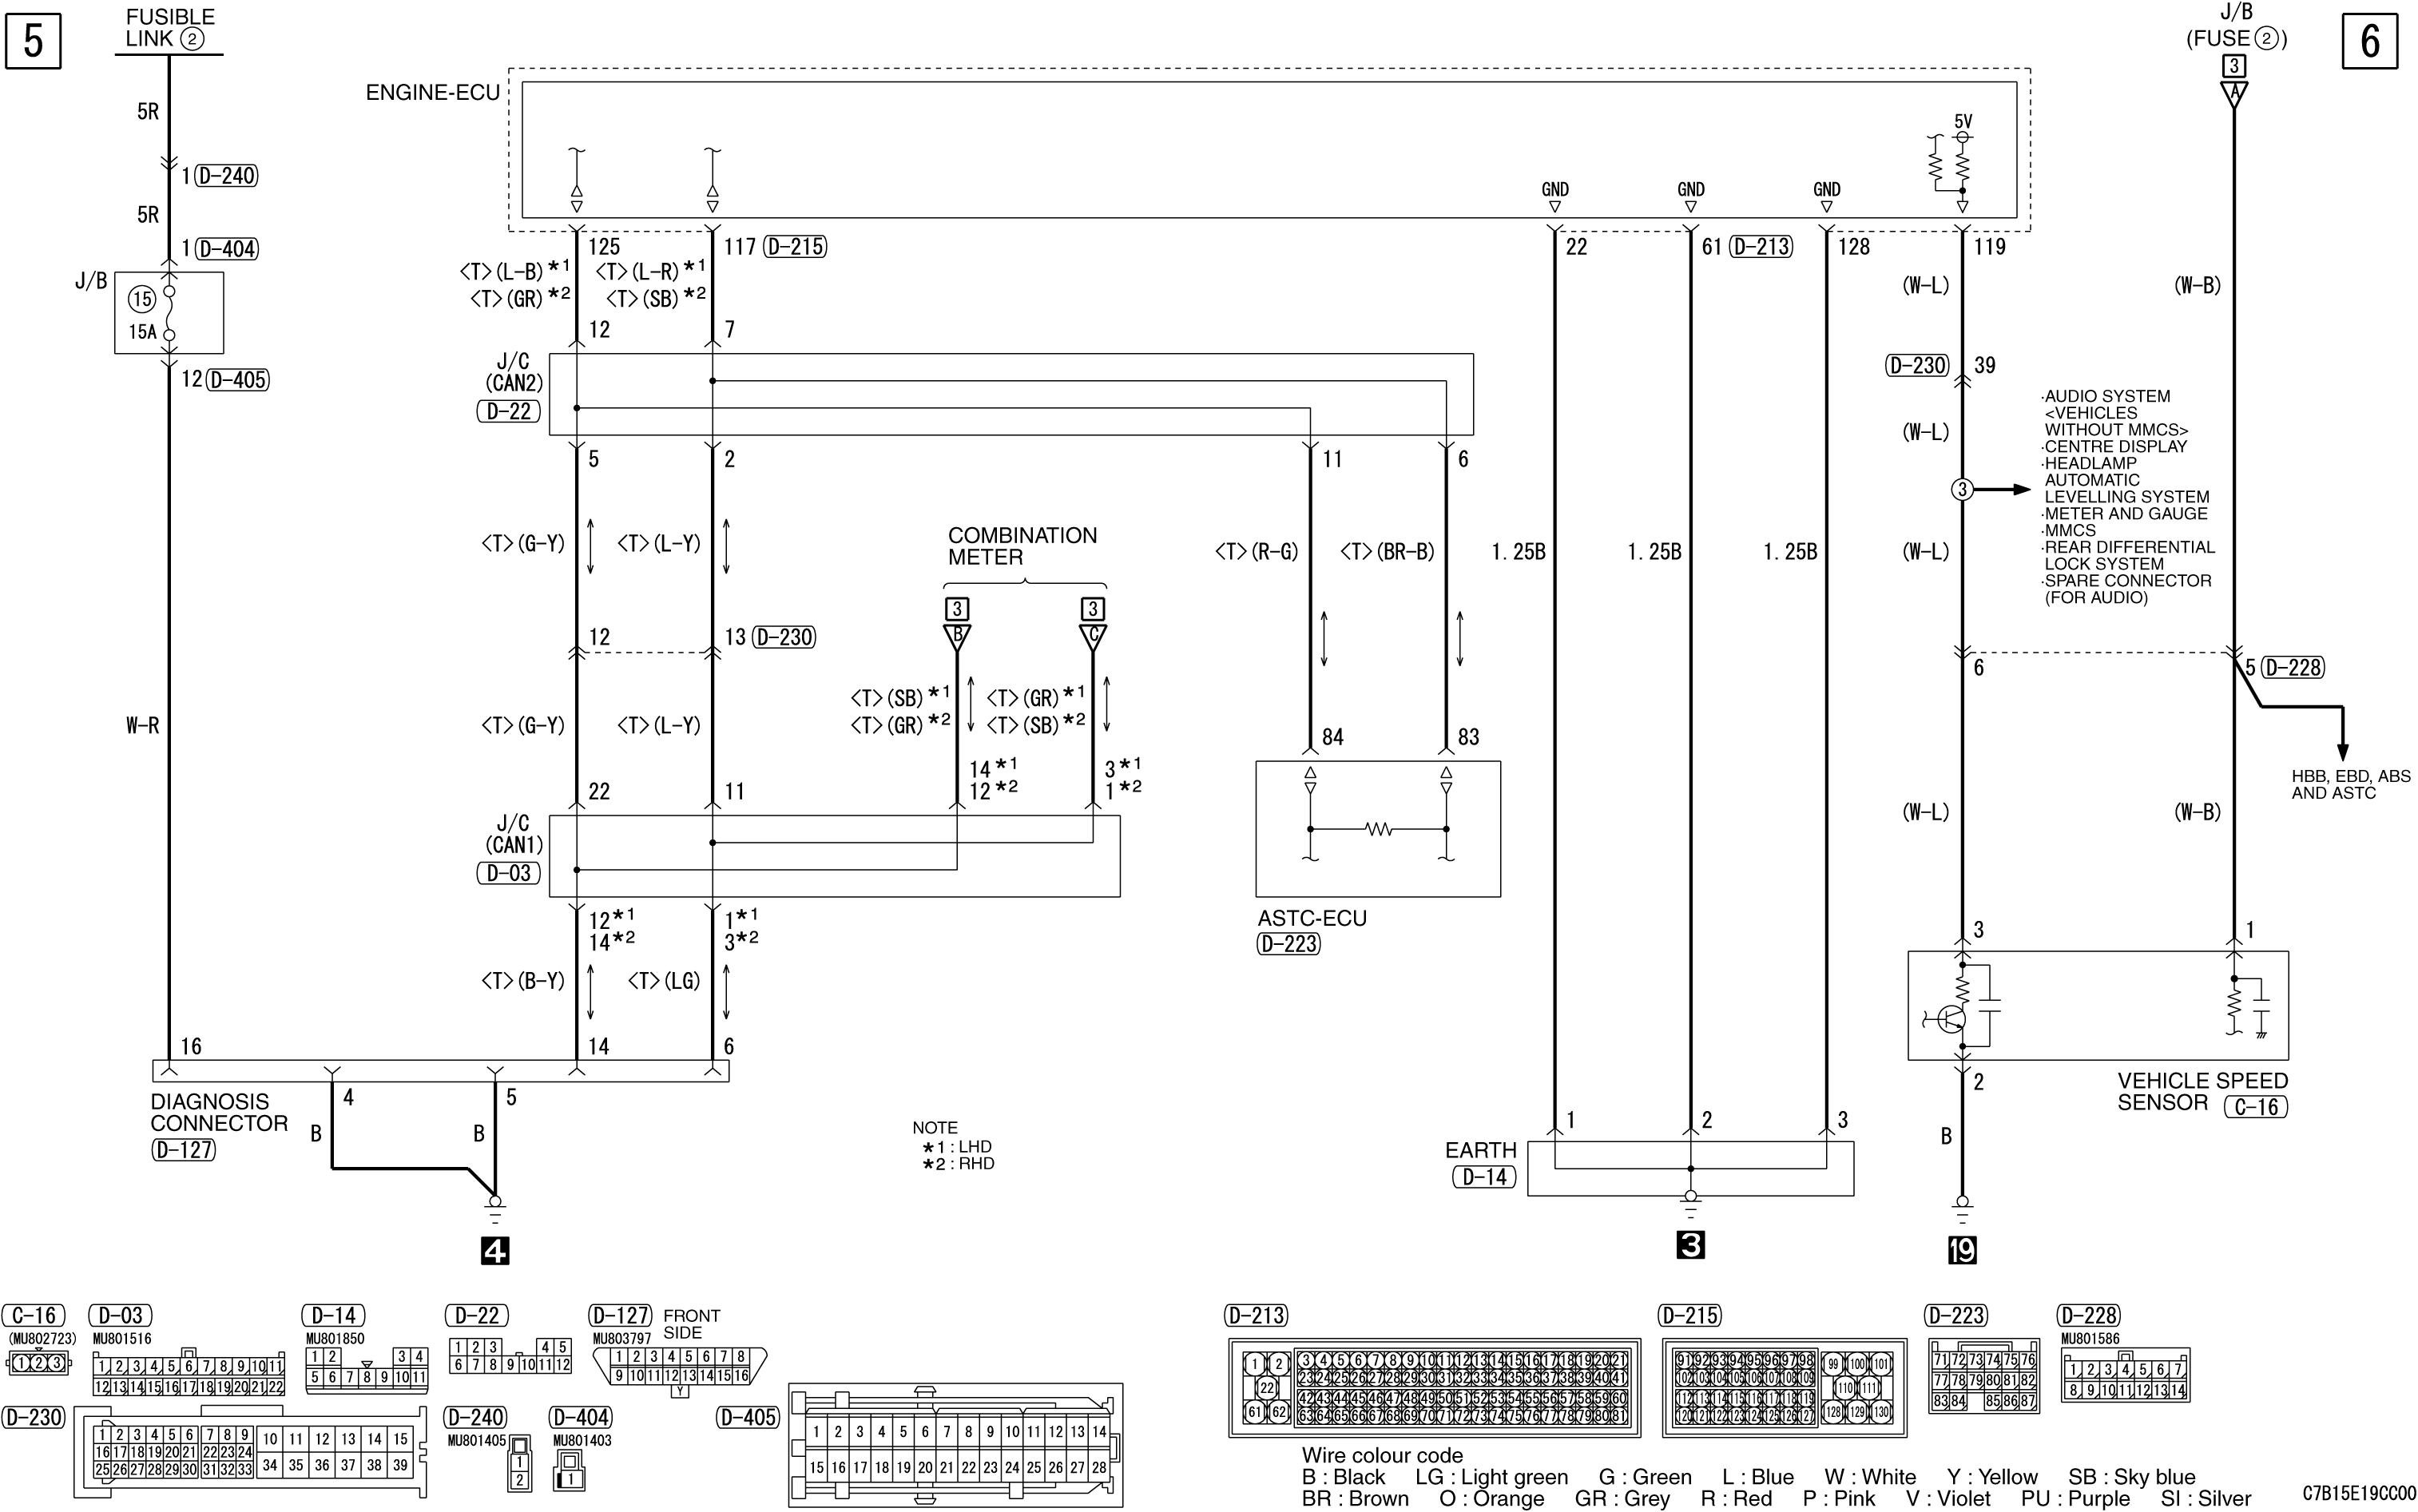 5
FUSIBLE
LINK 2
J/B
(FUSE 2)
6
3
A
ENGINE-ECU
5V
GND
GND
GND
5R
1 D-240
5R
1 D-404
J/B
15
15A
12 D-405
W-R
125
117 D-215
22
61 D-213
128
119
<T>(L-B)*1
<T>(GR)*2
<T>(L-R)*1
<T>(SB)*2
(W-L)
(W-B)
12
7
J/C
(CAN2)
D-22
5
2
11
6
D-230 39
(W-L)
3
·AUDIO SYSTEM
<VEHICLES
WITHOUT MMCS>
·CENTRE DISPLAY
·HEADLAMP
AUTOMATIC
LEVELLING SYSTEM
·METER AND GAUGE
·MMCS
·REAR DIFFERENTIAL
LOCK SYSTEM
·SPARE CONNECTOR
(FOR AUDIO)
<T>(G-Y)
<T>(L-Y)
COMBINATION
METER
3
B
3
C
<T>(R-G)
<T>(BR-B)
1.25B
1.25B
1.25B
(W-L)
12
13 D-230
6
5 D-228
<T>(G-Y)
<T>(L-Y)
<T>(SB)*1
<T>(GR)*2
<T>(GR)*1
<T>(SB)*2
84
83
HBB, EBD, ABS
AND ASTC
22
11
14*1
12*2
3*1
1*2
(W-L)
(W-B)
J/C
(CAN1)
D-03
ASTC-ECU
D-223
12*1
14*2
1*1
3*2
3
1
<T>(B-Y)
<T>(LG)
16
14
6
4
5
DIAGNOSIS
CONNECTOR
D-127
B
B
4
NOTE
*1 : LHD
*2 : RHD
1
2
3
EARTH
D-14
3
2
VEHICLE SPEED
SENSOR C-16
B
19
C-16
(MU802723)
1 2 3
D-03
MU801516
1 2 3 4 5 6 7 8 9 10 11
12 13 14 15 16 17 18 19 20 21 22
D-14
MU801850
1 2 3 4
5 6 7 8 9 10 11
D-22
1 2 3 4 5
6 7 8 9 10 11 12
D-127
MU803797
FRONT
SIDE
1 2 3 4 5 6 7 8
9 10 11 12 13 14 15 16
Y
D-230
1 2 3 4 5 6 7 8 9 10 11 12 13 14 15
16 17 18 19 20 21 22 23 24
25 26 27 28 29 30 31 32 33 34 35 36 37 38 39
D-240
MU801405
1
2
D-404
MU801403
1
D-405
1 2 3 4 5 6 7 8 9 10 11 12 13 14
15 16 17 18 19 20 21 22 23 24 25 26 27 28
D-213
1 2 3 4 5 6 7 8 9 10 11 12 13 14 15 16 17 18 19 20 21
22 23 24 25 26 27 28 29 30 31 32 33 34 35 36 37 38 39 40 41
42 43 44 45 46 47 48 49 50 51 52 53 54 55 56 57 58 59 60
61 62 63 64 65 66 67 68 69 70 71 72 73 74 75 76 77 78 79 80 81
D-215
91 92 93 94 95 96 97 98 99 100 101
102 103 104 105 106 107 108 109 110 111
112 113 114 115 116 117 118 119
120 121 122 123 124 125 126 127 128 129 130
D-223
71 72 73 74 75 76
77 78 79 80 81 82
83 84 85 86 87
D-228
MU801586
1 2 3 4 5 6 7
8 9 10 11 12 13 14
Wire colour code
B : Black LG : Light green G : Green L : Blue W : White Y : Yellow SB : Sky blue
BR : Brown O : Orange GR : Grey R : Red P : Pink V : Violet PU : Purple SI : Silver
C7B15E19CC00